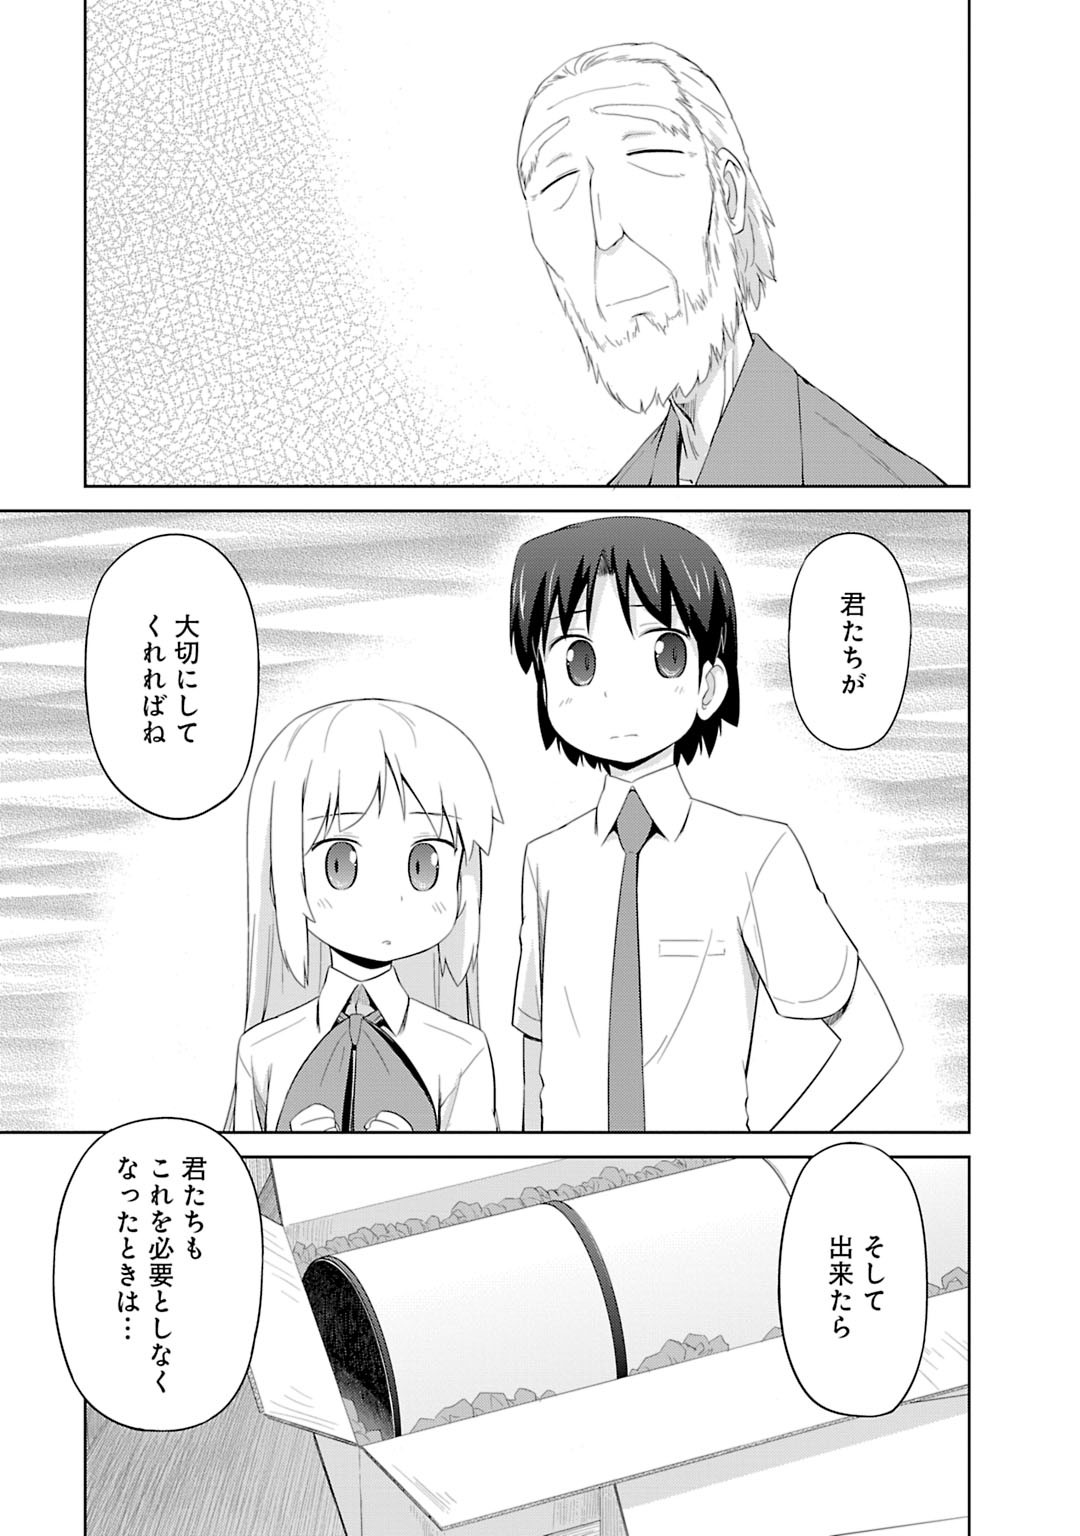 君たちが
大切にして
くれればね
そして
出来たら
君たちも
これを必要としなく
なったときは…